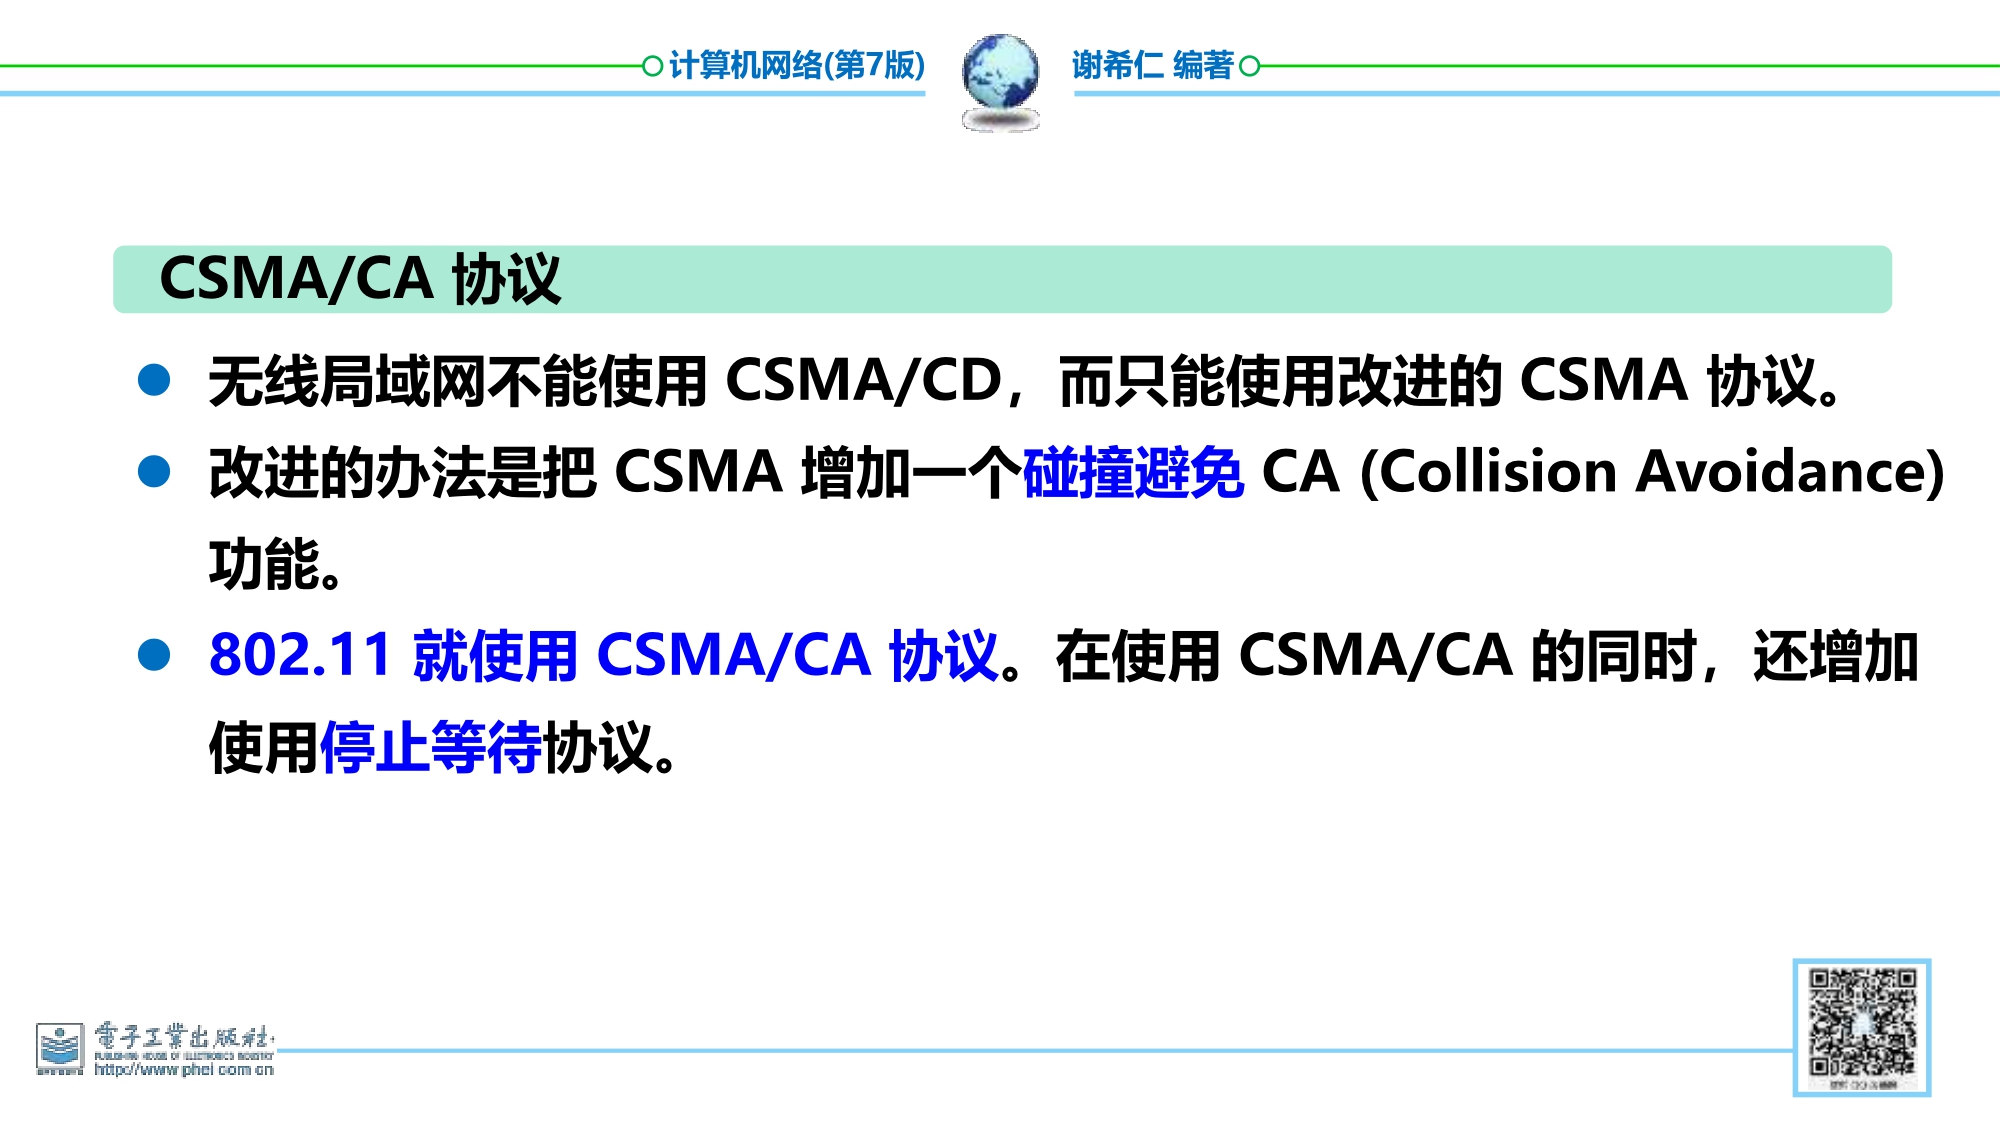 计算机网络(第7版)
谢希仁 编著
CSMA/CA 协议
无线局域网不能使用 CSMA/CD，而只能使用改进的 CSMA 协议。
改进的办法是把 CSMA 增加一个碰撞避免 CA (Collision Avoidance)
功能。
802.11 就使用 CSMA/CA 协议。在使用 CSMA/CA 的同时，还增加
使用停止等待协议。
電子工業出版社
PUBLISHING HOUSE OF ELECTRONICS INDUSTRY
http://www.phei.com.cn